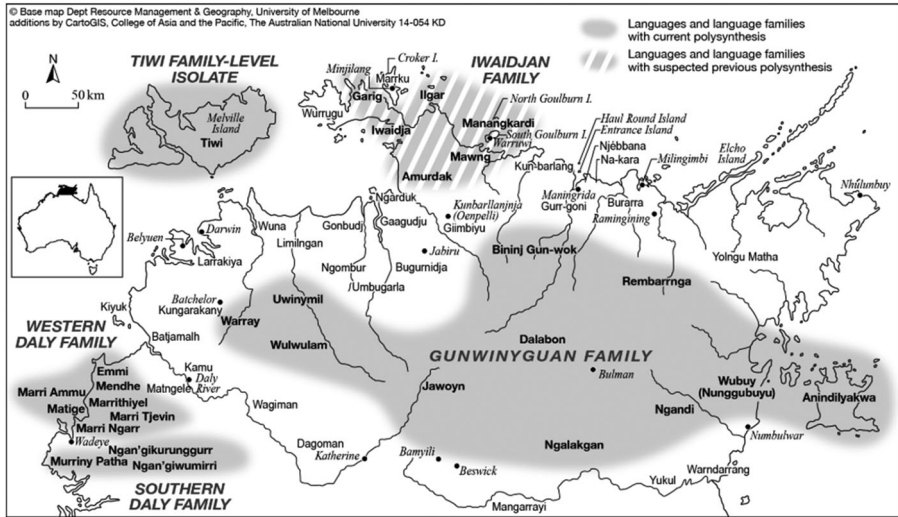 © Base map Dept Resource Management & Geography, University of Melbourne
additions by CartoGIS, College of Asia and the Pacific, The Australian National University 14-054 KD
N
0 50 km
Languages and language families
with current polysynthesis
Languages and language families
with suspected previous polysynthesis
TIWI FAMILY-LEVEL
ISOLATE
Melville
Island
Tiwi
IWAIDJAN
FAMILY
Croker I.
Minjilang
Marrku
Garig
Ilgar
Wurrugu
Iwaidja
North Goulburn I.
Manangkardi
South Goulburn I.
Warruwi
Mawng
Amurdak
Kun-barlang
Haul Round Island
Entrance Island
Njébbana
Na-kara
Milingimbi
Elcho
Island
Nhulunbuy
Maningrida
Gurr-goni
Burarra
Ramingining
Yolngu Matha
Ngarduk
Kunbarllanjnja
(Oenpelli)
Giimbiyu
Gaagudju
Gonbudj
Wuna
Limilngan
Darwin
Belyuen
Larrakiya
Jabiru
Bugurnidja
Ngombur
Umbugarla
Bininj Gun-wok
Rembarrnga
Kiyuk
Batchelor
Kungarakany
Warray
Uwinymil
Wulwulam
Batjamalh
Dalabon
GUNWINYGUAN FAMILY
Bulman
WESTERN
DALY FAMILY
Emmi
Mendhe
Marri Ammu
Marrithiyel
Matige
Marri Tjevin
Marri Ngarr
Kamu
Daly
River
Matngele
Wagiman
Jawoyn
Wubuy
(Nunggubuyu)
Anindilyakwa
Ngandi
Numbulwar
Wadeye
Ngan'gikurunggurr
Murriny Patha
Ngan'giwumirri
SOUTHERN
DALY FAMILY
Dagoman
Katherine
Bamyili
Beswick
Ngalakgan
Mangarrayi
Yukul
Warndarrang